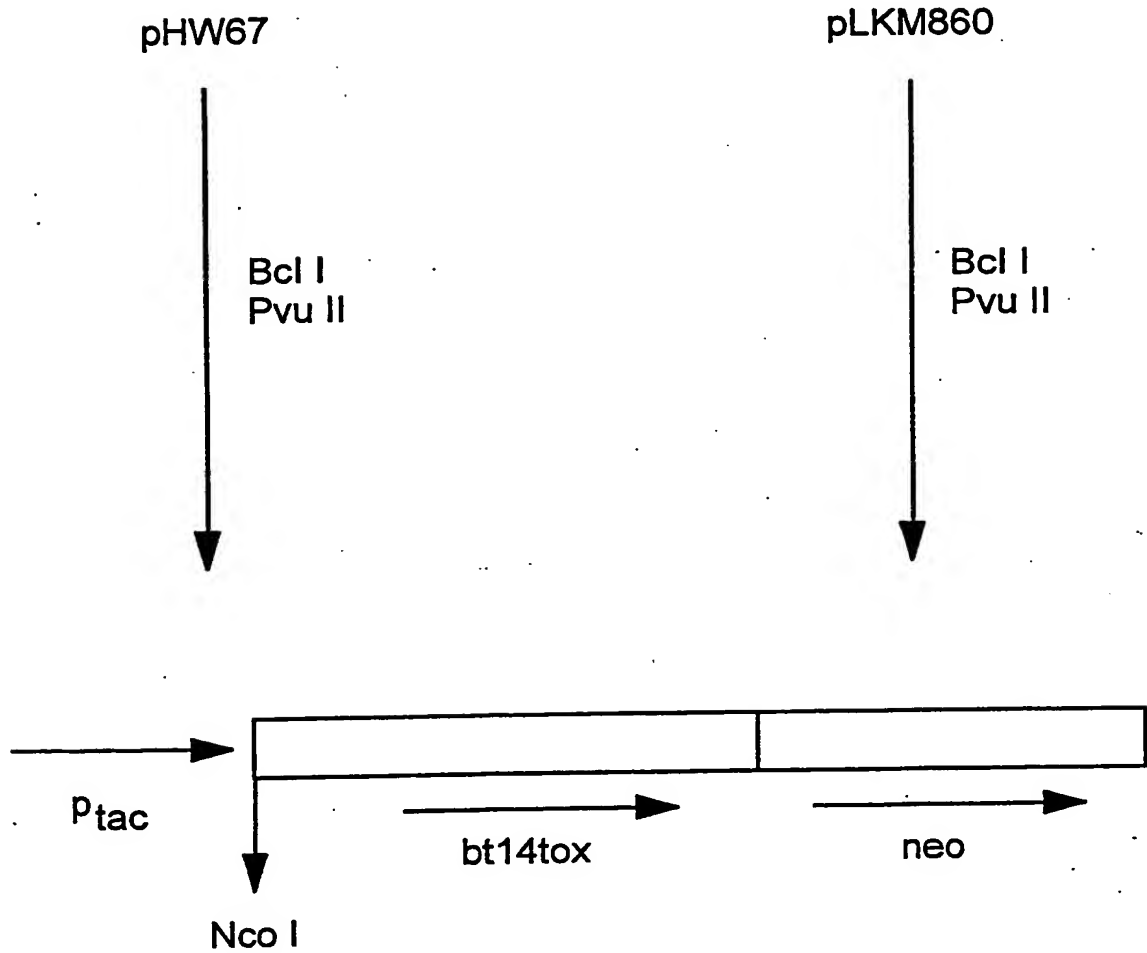 pHW67
pLKM860
Bcl I
Pvu II
Bcl I
Pvu II
Ptac
bt14tox
neo
Nco I